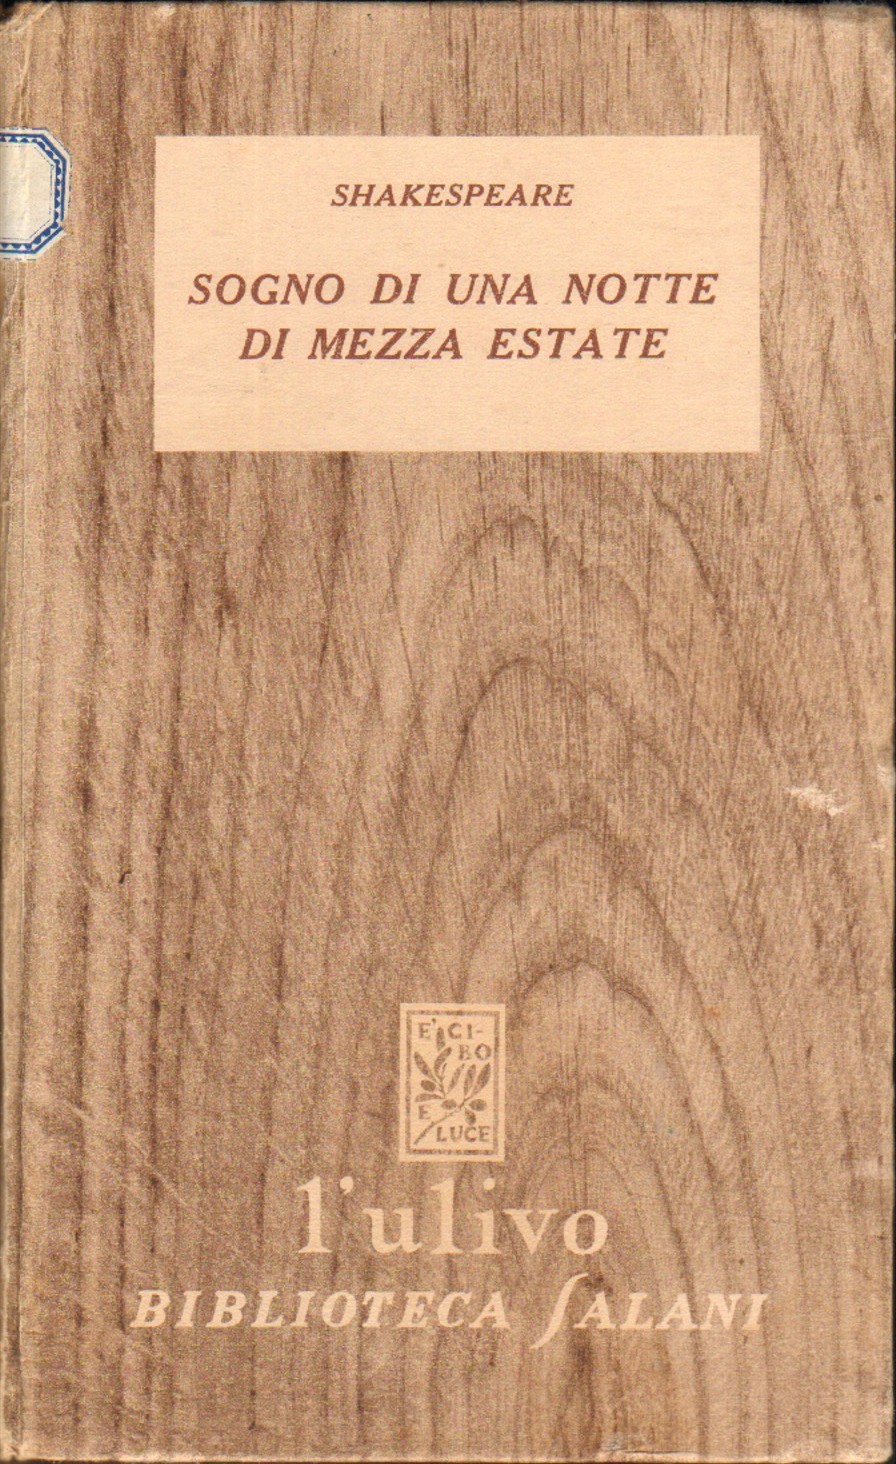 SHAKESPEARE
SOGNO DI UNA NOTTE
DI MEZZA ESTATE
E' CI-
BO
E
LUCE
l'ulivo
BIBLIOTECA SALANI